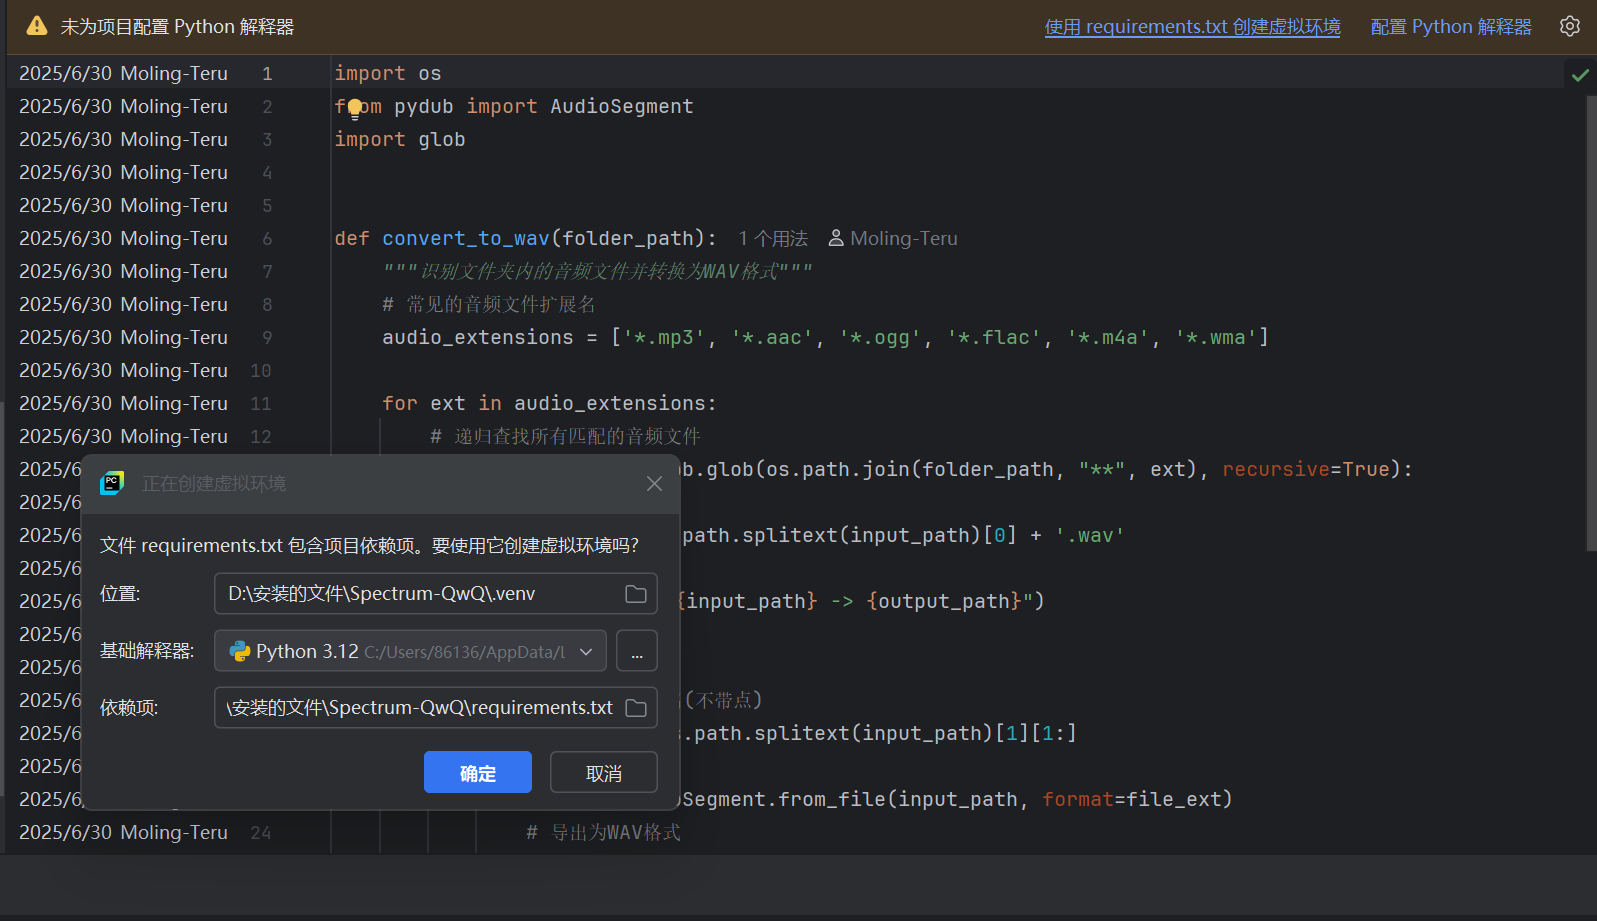 未为项目配置 Python 解释器 使用 requirements.txt 创建虚拟环境 配置 Python 解释器
2025/6/30 Moling-Teru 1 import os
2025/6/30 Moling-Teru 2 from pydub import AudioSegment
2025/6/30 Moling-Teru 3 import glob
2025/6/30 Moling-Teru 4
2025/6/30 Moling-Teru 5
2025/6/30 Moling-Teru 6 def convert_to_wav(folder_path): 1 个用法 Moling-Teru
2025/6/30 Moling-Teru 7 """识别文件夹内的音频文件并转换为WAV格式"""
2025/6/30 Moling-Teru 8 # 常见的音频文件扩展名
2025/6/30 Moling-Teru 9 audio_extensions = ['*.mp3', '*.aac', '*.ogg', '*.flac', '*.m4a', '*.wma']
2025/6/30 Moling-Teru 10
2025/6/30 Moling-Teru 11 for ext in audio_extensions:
2025/6/30 Moling-Teru 12 # 递归查找所有匹配的音频文件
2025/6 b.glob(os.path.join(folder_path, "**", ext), recursive=True):
2025/6
2025/6 path.splitext(input_path)[0] + '.wav'
2025/6
2025/6 {input_path} -> {output_path}")
2025/6
2025/6
2025/6 (不带点)
2025/6 .path.splitext(input_path)[1][1:]
2025/6
2025/6 Segment.from_file(input_path, format=file_ext)
2025/6/30 Moling-Teru 24 # 导出为WAV格式
PC
正在创建虚拟环境
文件 requirements.txt 包含项目依赖项。要使用它创建虚拟环境吗?
位置: D:\安装的文件\Spectrum-QwQ\.venv
基础解释器: Python 3.12 C:/Users/86136/AppData/L ...
依赖项: \安装的文件\Spectrum-QwQ\requirements.txt
确定 取消